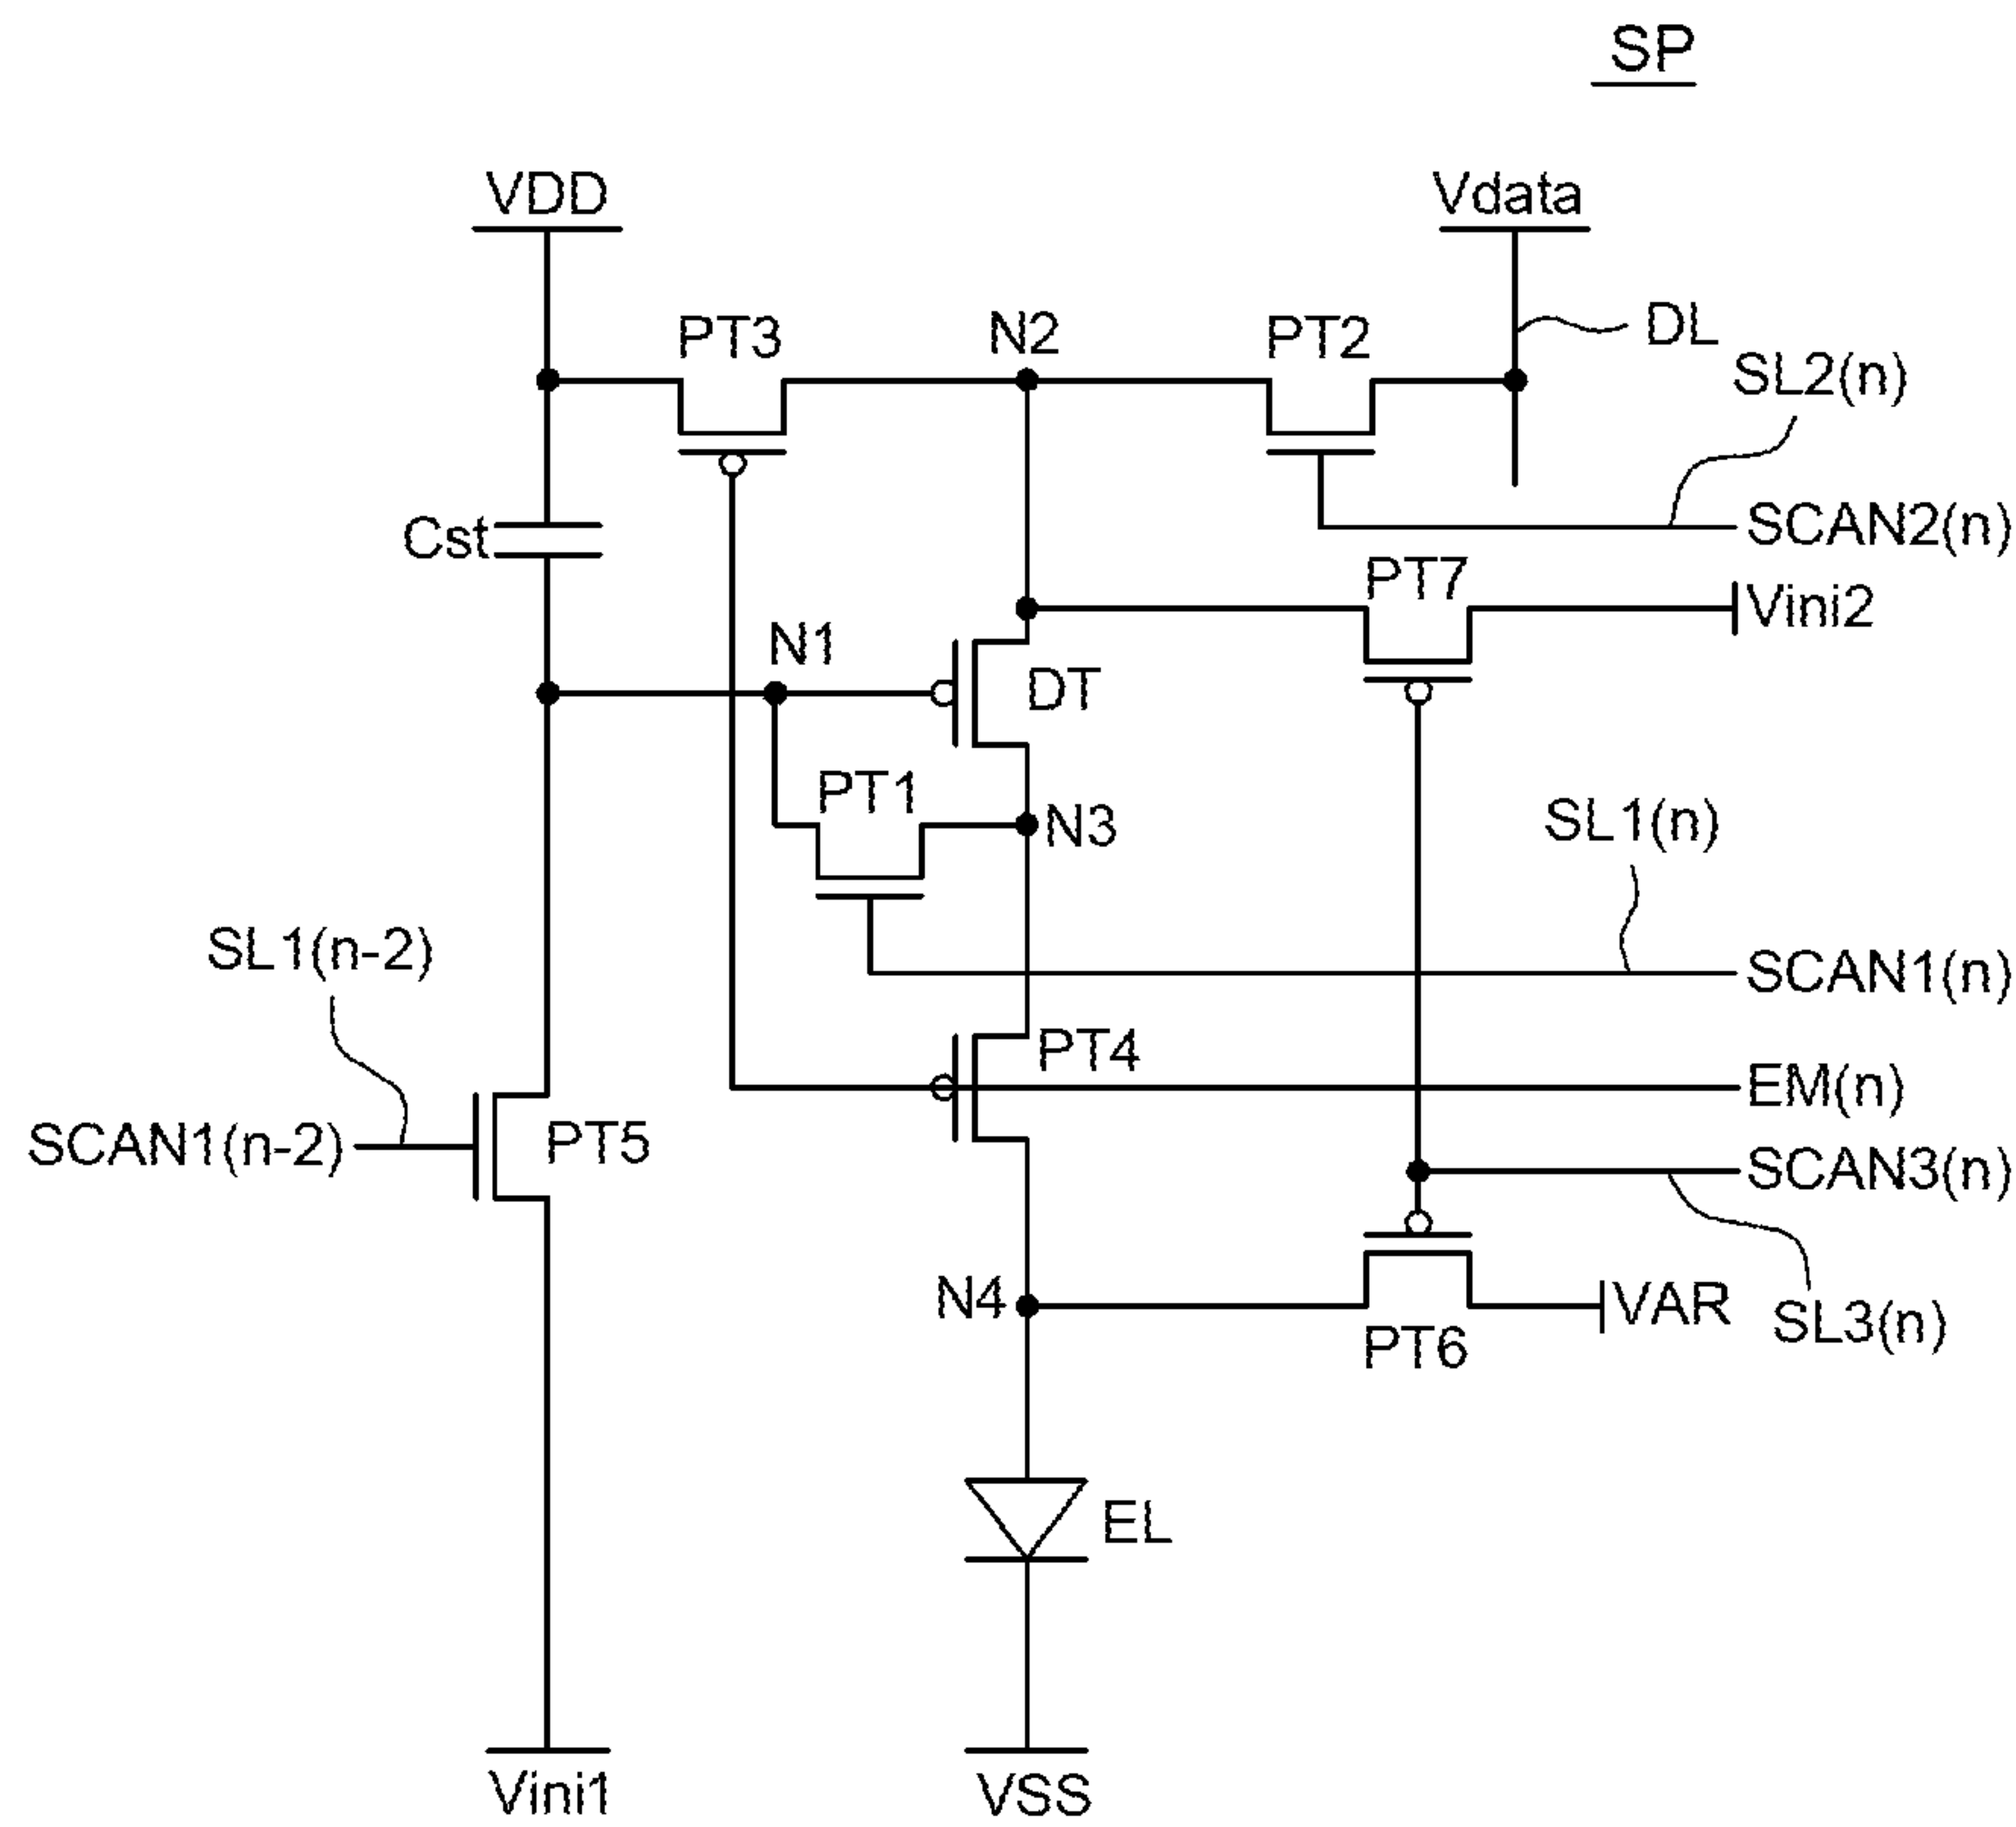 SP
VDD
Vdata
PT3
N2
PT2
DL
SL2(n)
Cst
SCAN2(n)
PT7
Vini2
N1
DT
PT1
N3
SL1(n)
SL1(n-2)
SCAN1(n)
PT4
EM(n)
SCAN1(n-2)
PT5
SCAN3(n)
N4
VAR
SL3(n)
PT6
EL
Vini1
VSS